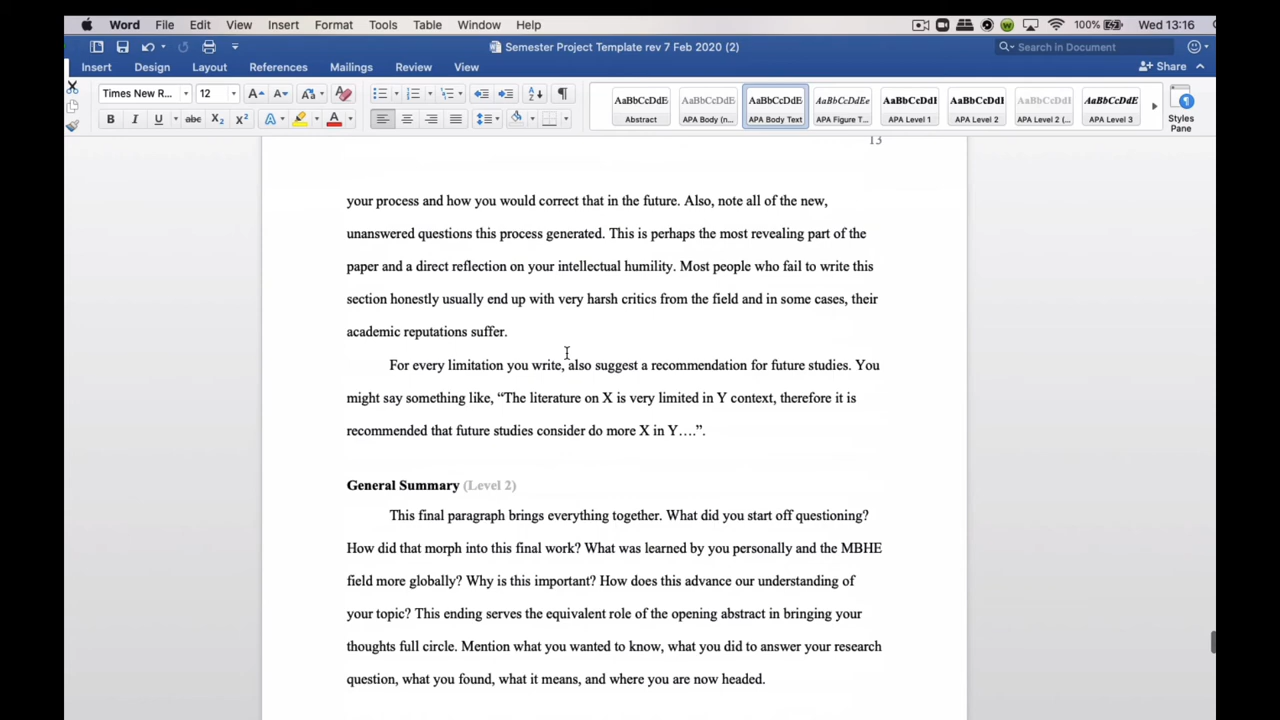 Word File Edit View Insert Format Tools Table Window Help 100% Wed 13:16
Semester Project Template rev 7 Feb 2020 (2) Search in Document
Insert Design Layout References Mailings Review View Share
Times New R... 12 AaBbCcDdE AaBbCcDdE AaBbCcDdE AaBbCcDdEe AaBbCcDdI AaBbCcDdI AaBbCcDdI AaBbCcDdE
B I U abc X₂ X² A A Abstract APA Body (n... APA Body Text APA Figure T... APA Level 1 APA Level 2 APA Level 2 (... APA Level 3 Styles Pane
13
your process and how you would correct that in the future. Also, note all of the new,
unanswered questions this process generated. This is perhaps the most revealing part of the
paper and a direct reflection on your intellectual humility. Most people who fail to write this
section honestly usually end up with very harsh critics from the field and in some cases, their
academic reputations suffer.
For every limitation you write, also suggest a recommendation for future studies. You
might say something like, “The literature on X is very limited in Y context, therefore it is
recommended that future studies consider do more X in Y….”.
General Summary (Level 2)
This final paragraph brings everything together. What did you start off questioning?
How did that morph into this final work? What was learned by you personally and the MBHE
field more globally? Why is this important? How does this advance our understanding of
your topic? This ending serves the equivalent role of the opening abstract in bringing your
thoughts full circle. Mention what you wanted to know, what you did to answer your research
question, what you found, what it means, and where you are now headed.